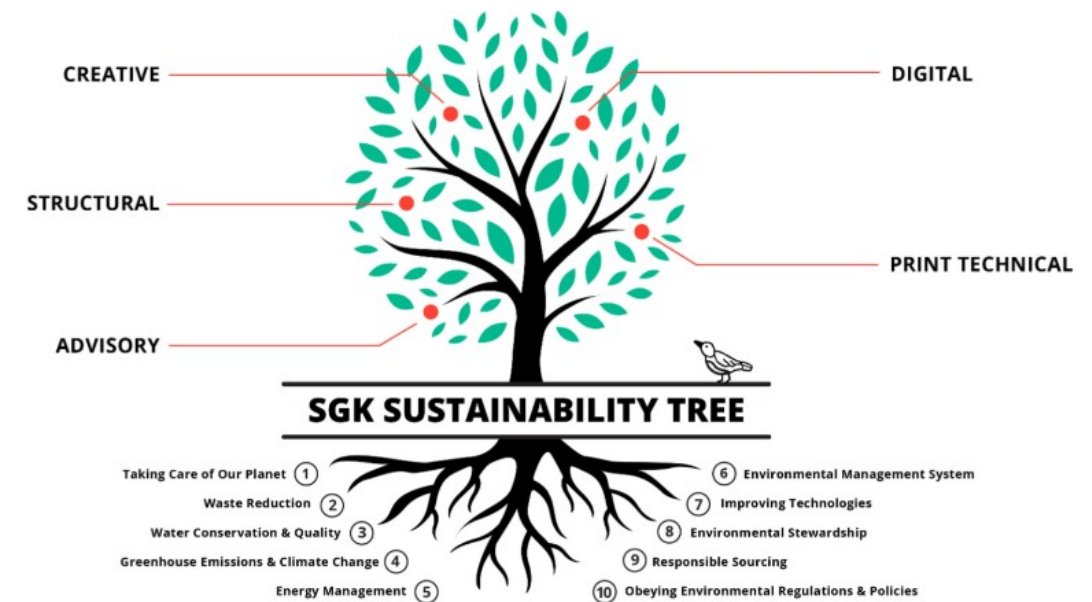 CREATIVE
DIGITAL
STRUCTURAL
PRINT TECHNICAL
ADVISORY
SGK SUSTAINABILITY TREE
Taking Care of Our Planet 1
Waste Reduction 2
Water Conservation & Quality 3
Greenhouse Emissions & Climate Change 4
Energy Management 5
6 Environmental Management System
7 Improving Technologies
8 Environmental Stewardship
9 Responsible Sourcing
10 Obeying Environmental Regulations & Policies